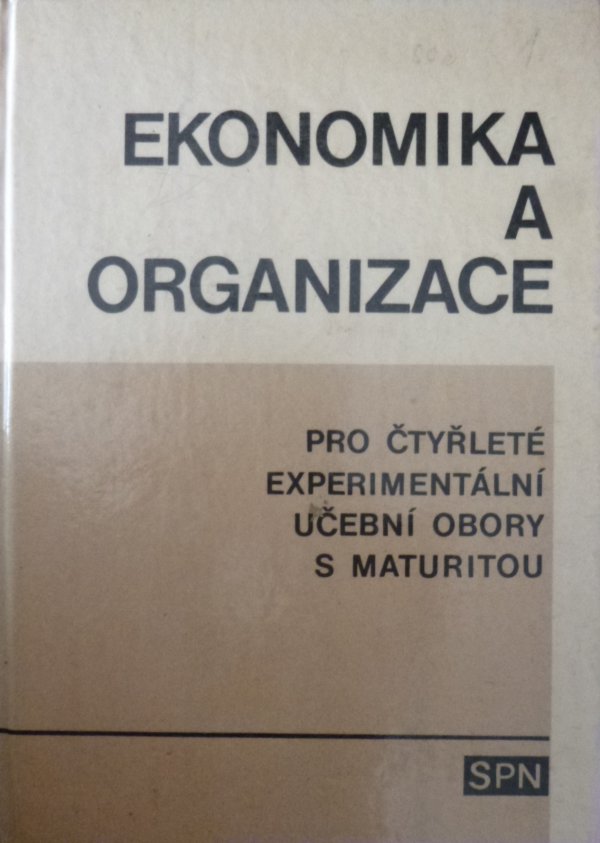 EKONOMIKA
A
ORGANIZACE
PRO ČTYŘLETÉ
EXPERIMENTÁLNÍ
UČEBNÍ OBORY
S MATURITOU
SPN